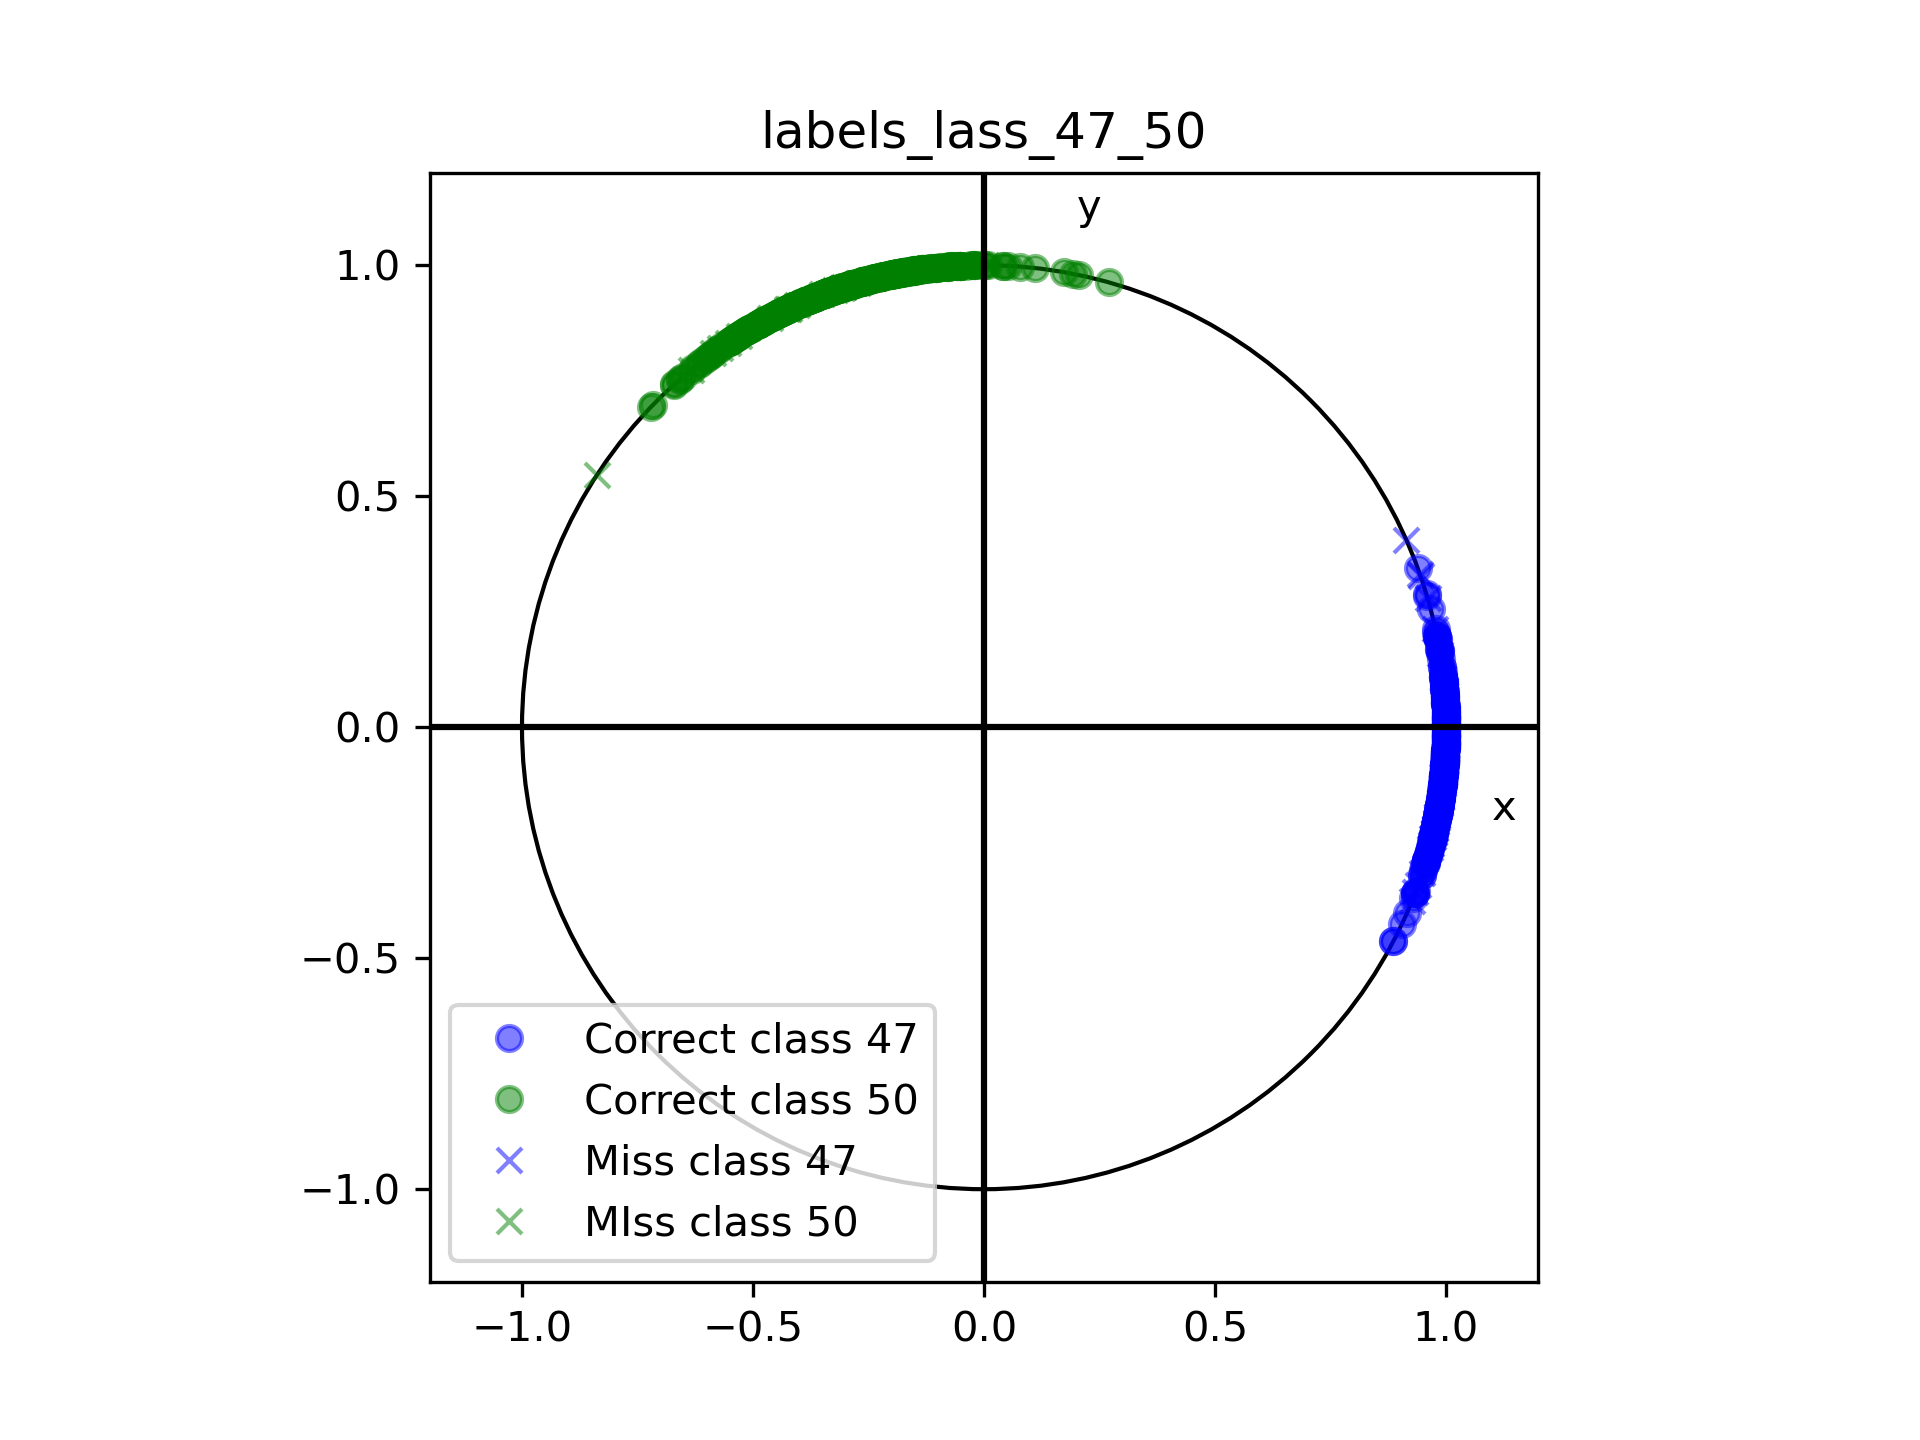 labels_lass_47_50
y
1.0
0.5
0.0
x
−0.5
−1.0
Correct class 47
Correct class 50
Miss class 47
MIss class 50
−1.0 −0.5 0.0 0.5 1.0